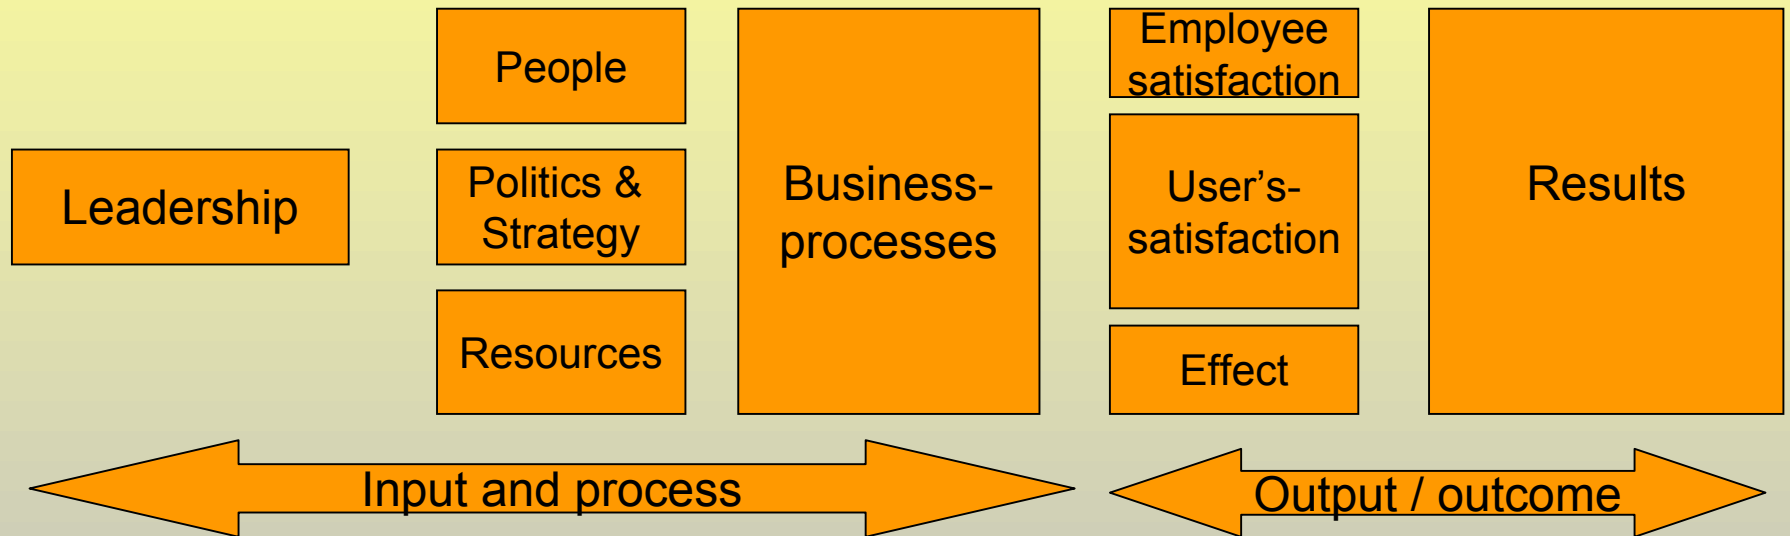 Leadership
People
Politics &
Strategy
Resources
Business-
processes
Employee
satisfaction
User’s-
satisfaction
Effect
Results
Input and process
Output / outcome